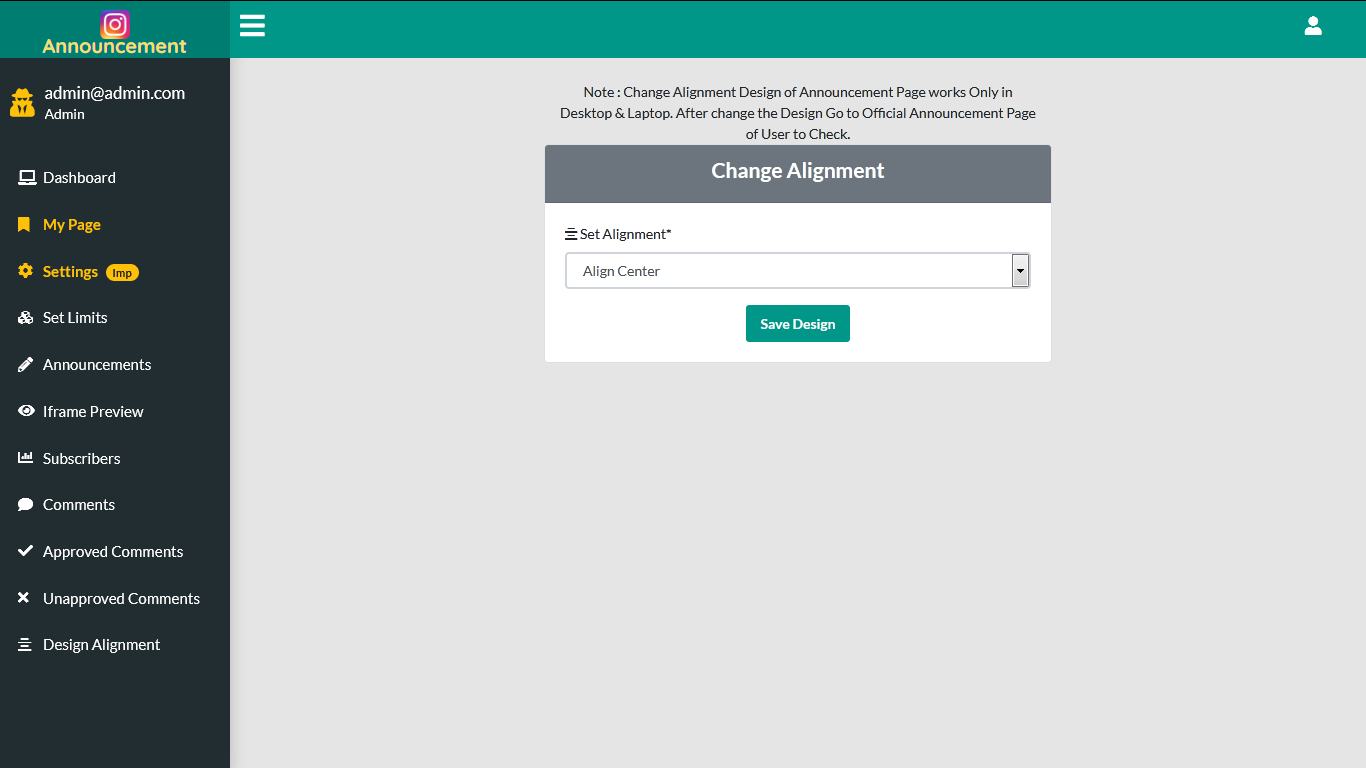 Announcement
admin@admin.com
Admin
Dashboard
My Page
Settings Imp
Set Limits
Announcements
Iframe Preview
Subscribers
Comments
Approved Comments
Unapproved Comments
Design Alignment
Note : Change Alignment Design of Announcement Page works Only in
Desktop & Laptop. After change the Design Go to Official Announcement Page
of User to Check.
Change Alignment
Set Alignment*
Align Center
Save Design